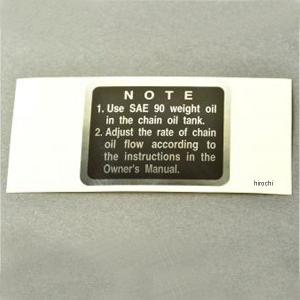 NOTE
1. Use SAE 90 weight oil
in the chain oil tank.
2. Adjust the rate of chain
oil flow according to
the instructions in the
Owner's Manual.
hirochi